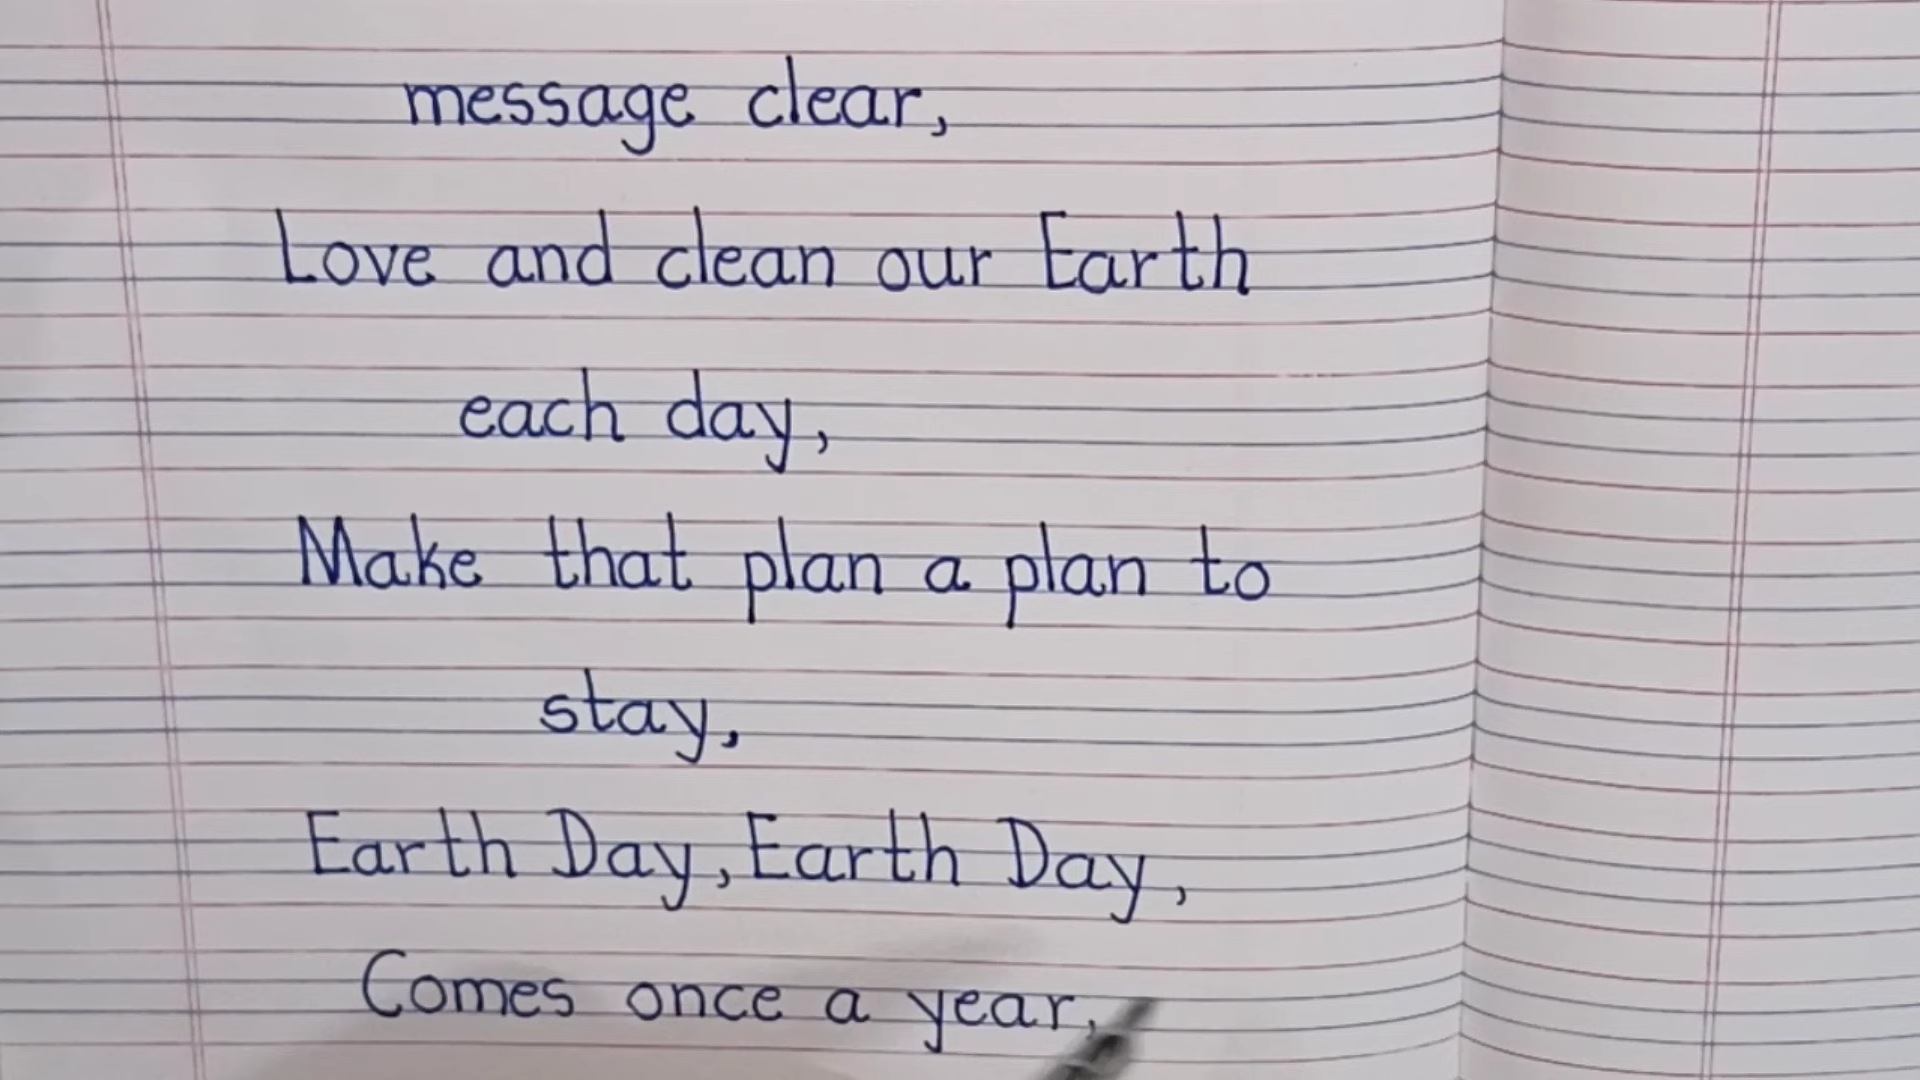 message clear,
Love and clean our Earth
each day,
Make that plan a plan to
stay,
Earth Day, Earth Day,
Comes once a year,